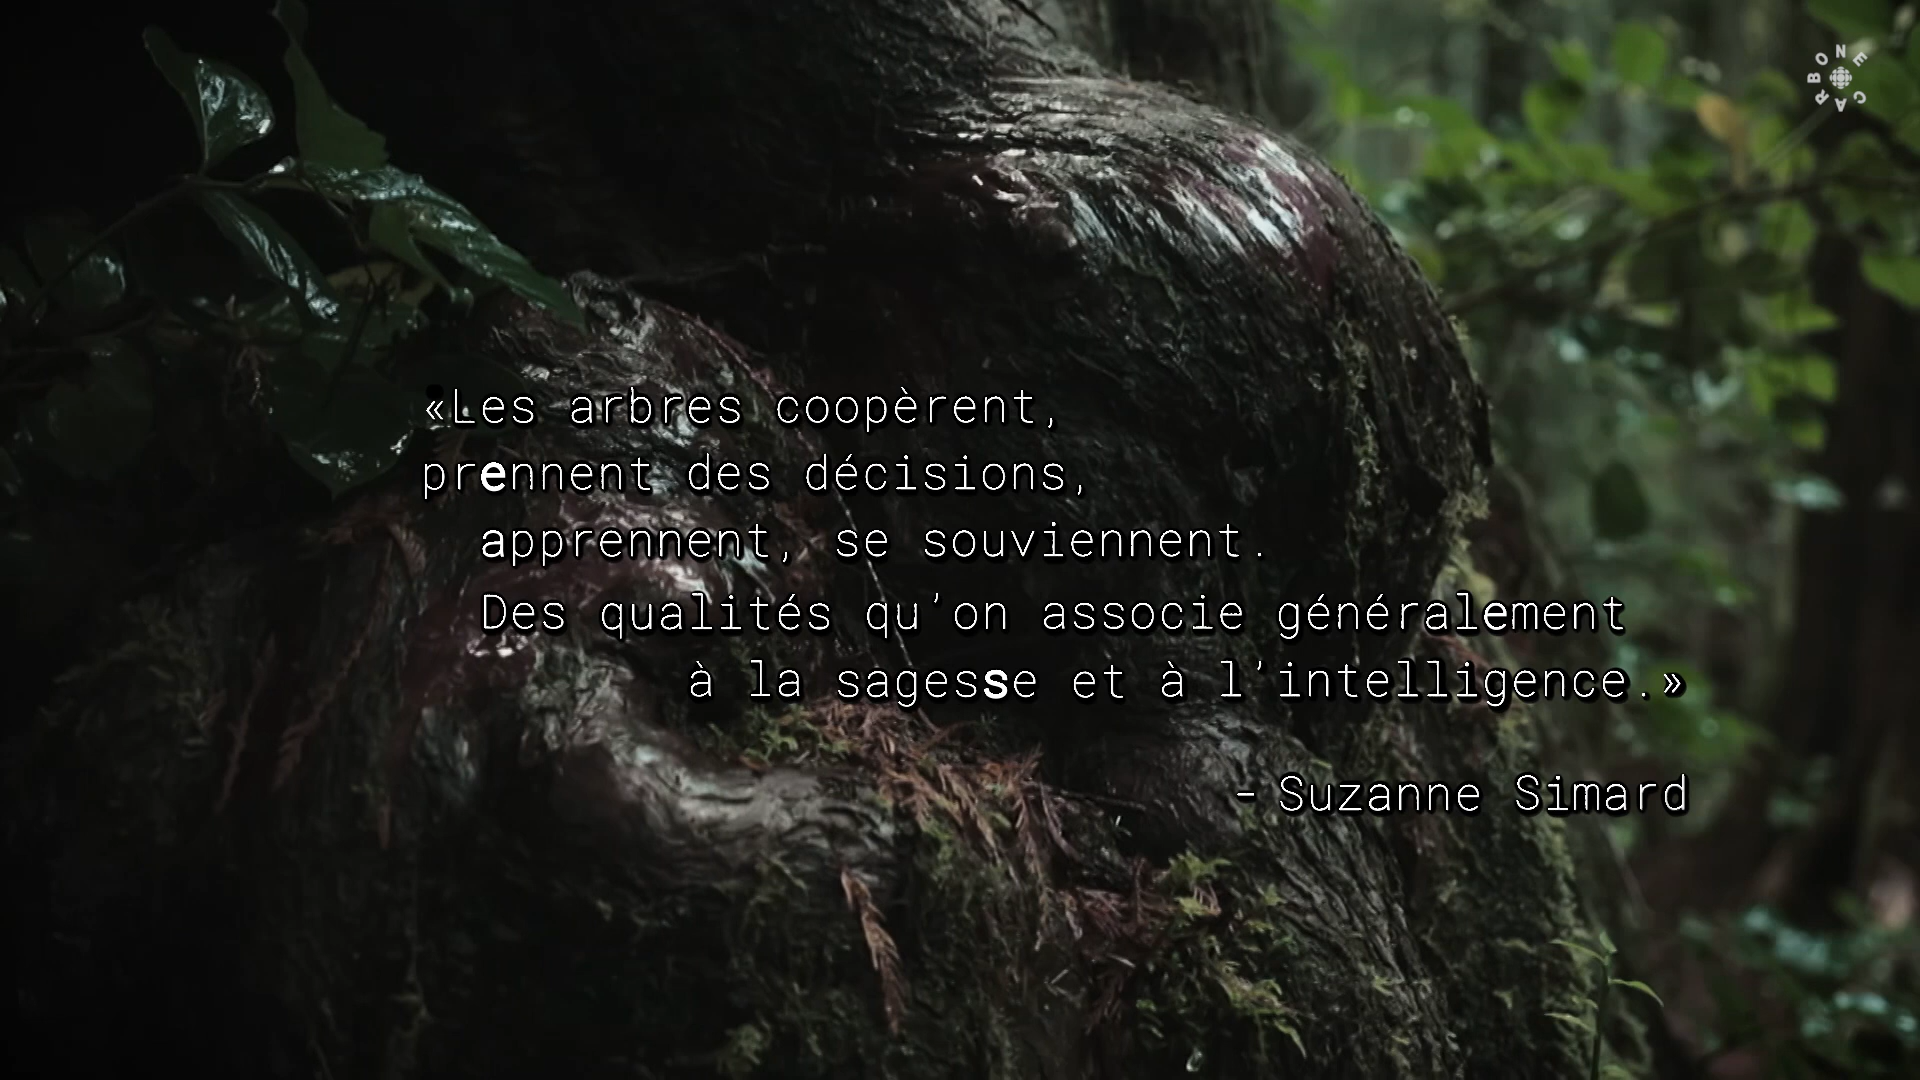 CARBONE
«Les arbres coopèrent,
prennent des décisions,
apprennent, se souviennent.
Des qualités qu'on associe généralement
à la sagesse et à l'intelligence.»
- Suzanne Simard